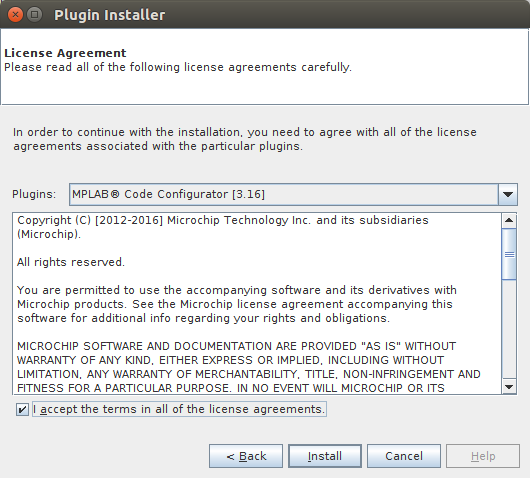 Plugin Installer
License Agreement
Please read all of the following license agreements carefully.
In order to continue with the installation, you need to agree with all of the license
agreements associated with the particular plugins.
Plugins: MPLAB® Code Configurator [3.16]
Copyright (C) [2012-2016] Microchip Technology Inc. and its subsidiaries
(Microchip).
All rights reserved.
You are permitted to use the accompanying software and its derivatives with
Microchip products. See the Microchip license agreement accompanying this
software for additional info regarding your rights and obligations.
MICROCHIP SOFTWARE AND DOCUMENTATION ARE PROVIDED "AS IS" WITHOUT
WARRANTY OF ANY KIND, EITHER EXPRESS OR IMPLIED, INCLUDING WITHOUT
LIMITATION, ANY WARRANTY OF MERCHANTABILITY, TITLE, NON-INFRINGEMENT AND
FITNESS FOR A PARTICULAR PURPOSE. IN NO EVENT WILL MICROCHIP OR ITS
I accept the terms in all of the license agreements.
< Back Install Cancel Help